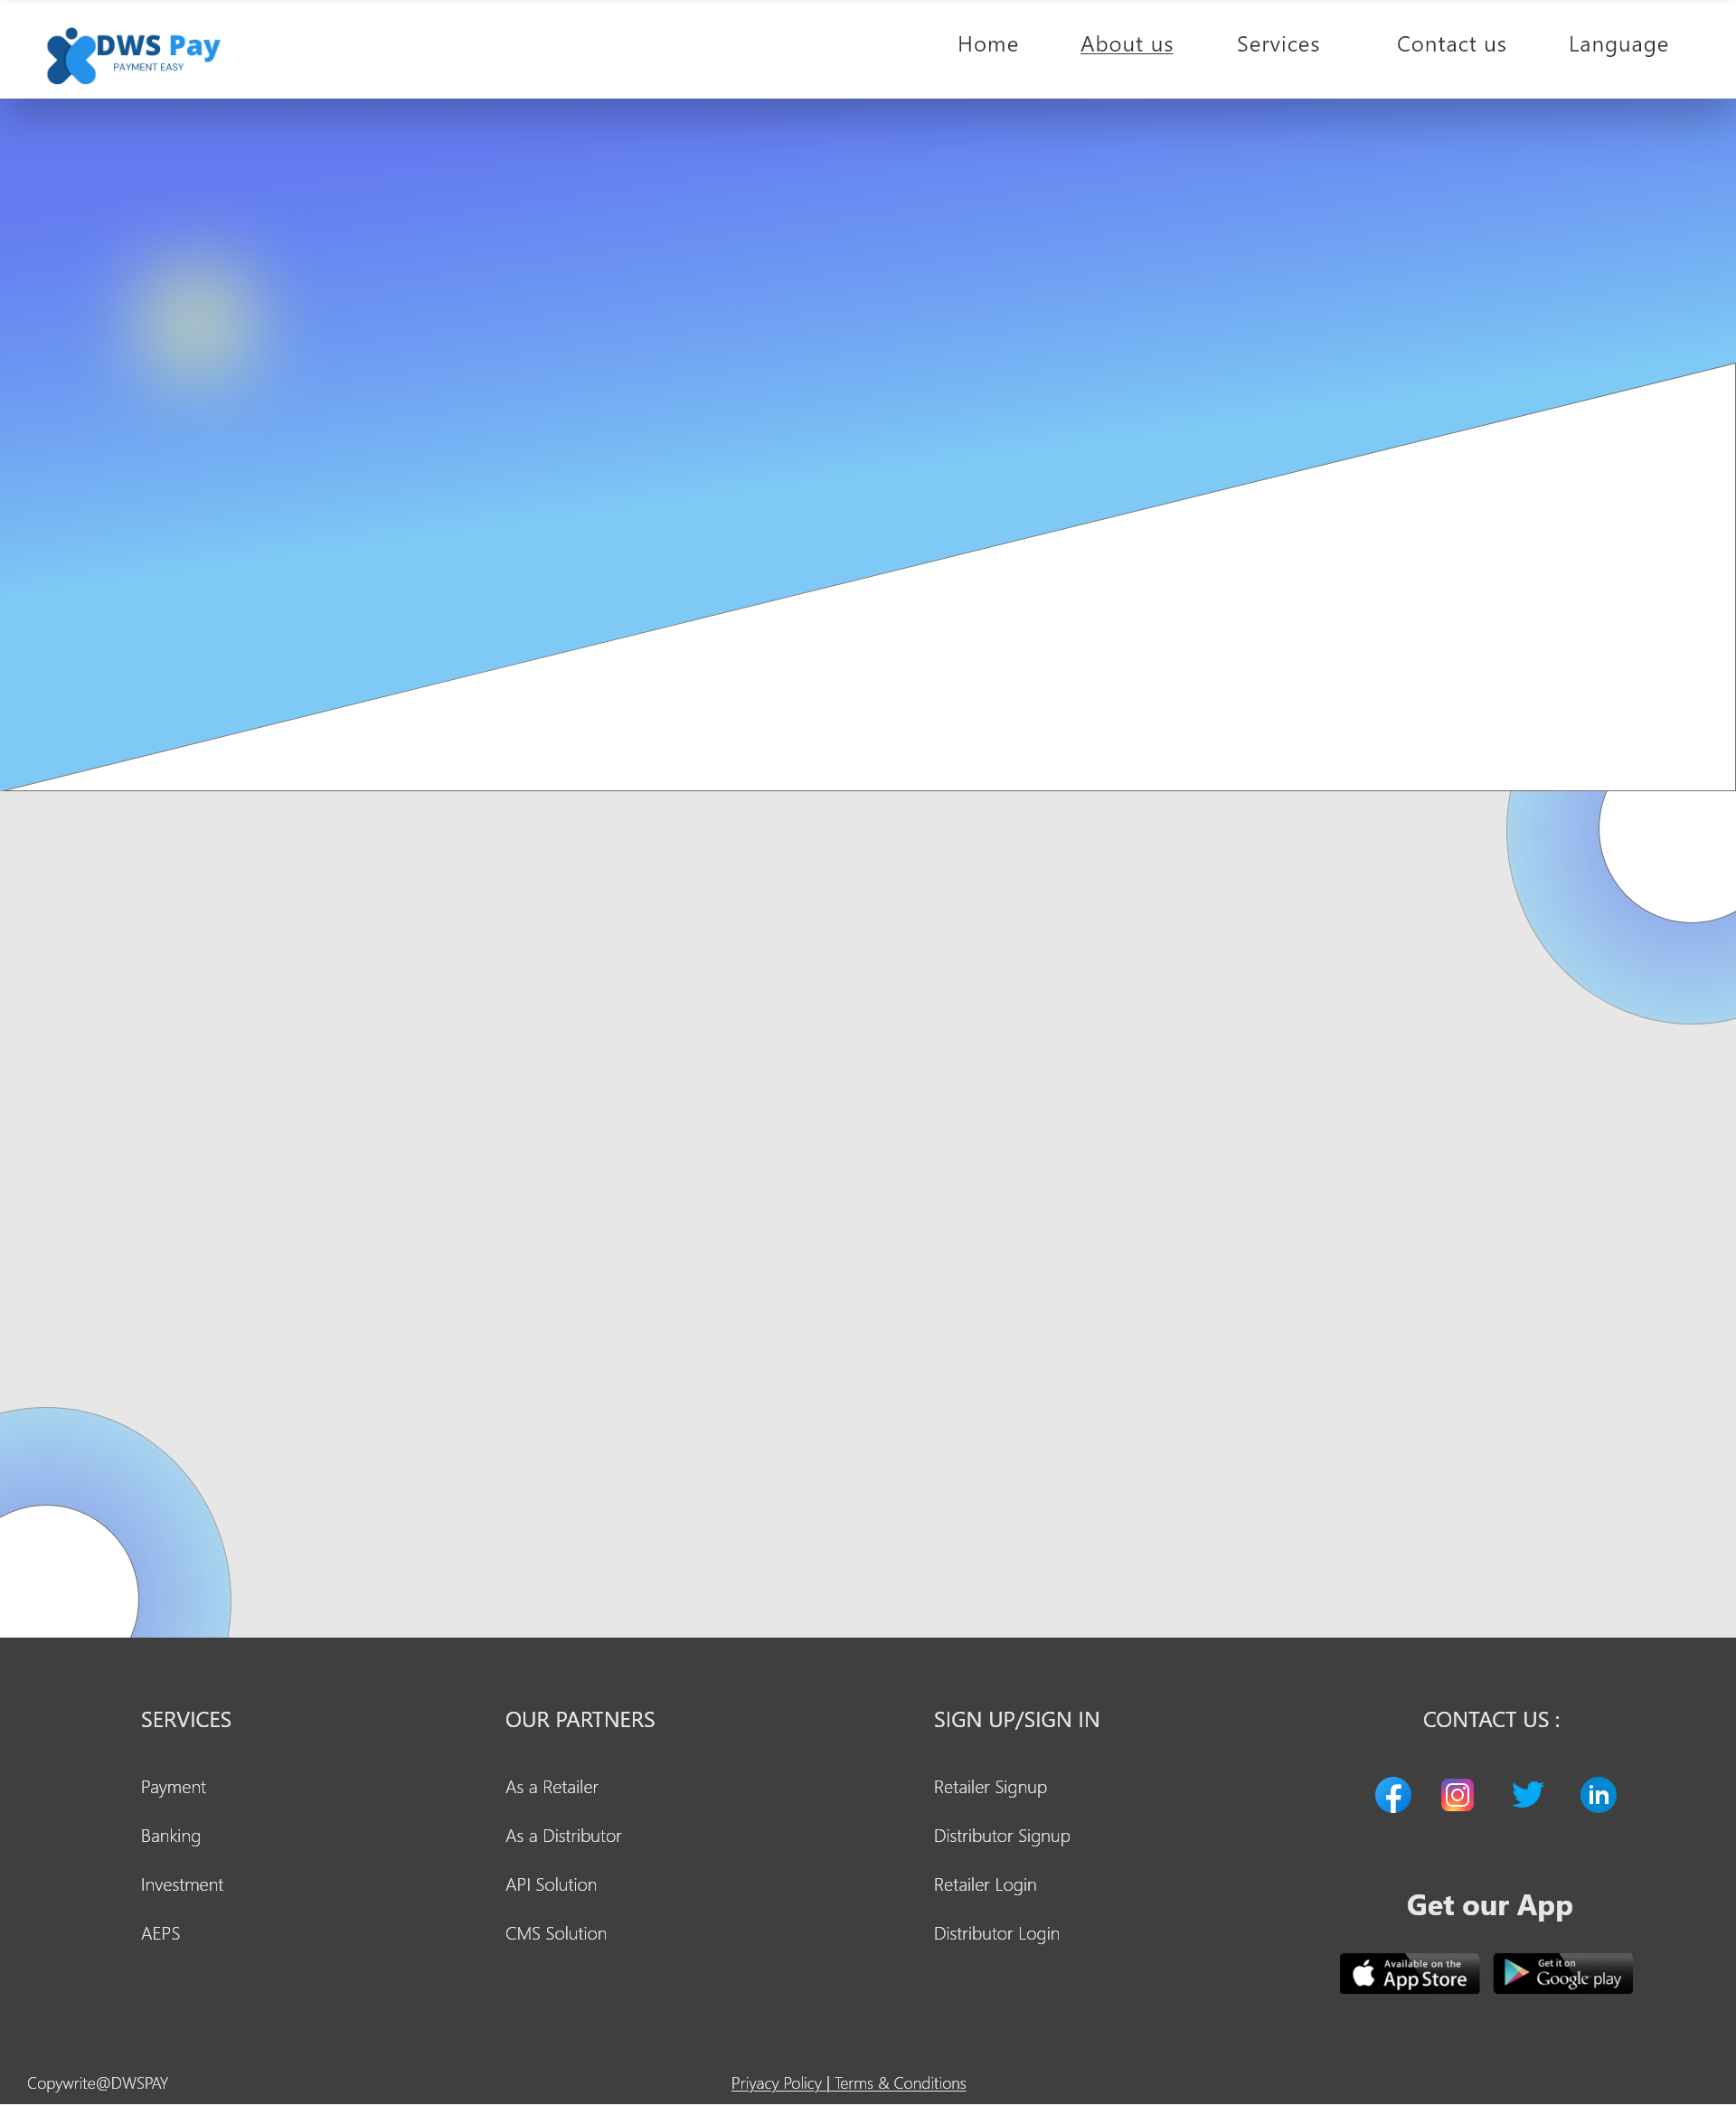 DWS Pay
PAYMENT EASY
Home
About us
Services
Contact us
Language
SERVICES
Payment
Banking
Investment
AEPS
OUR PARTNERS
As a Retailer
As a Distributor
API Solution
CMS Solution
SIGN UP/SIGN IN
Retailer Signup
Distributor Signup
Retailer Login
Distributor Login
CONTACT US :
Get our App
Available on the
App Store
Get it on
Google play
Copywrite@DWSPAY
Priyacy Policy | Terms & Conditions